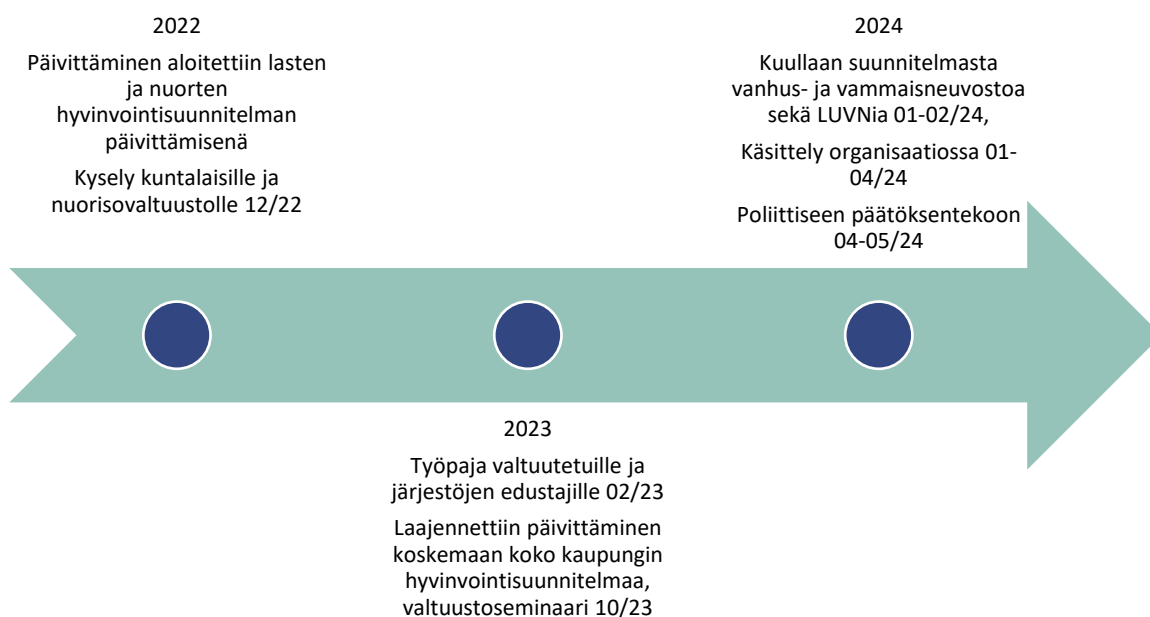 2022
Päivittäminen aloitettiin lasten
ja nuorten
hyvinvointisuunnitelman
päivittämisenä
Kysely kuntalaisille ja
nuorisovaltuustolle 12/22
2023
Työpaja valtuutetuille ja
järjestöjen edustajille 02/23
Laajennettiin päivittäminen
koskemaan koko kaupungin
hyvinvointisuunnitelmaa,
valtuustoseminaari 10/23
2024
Kuullaan suunnitelmasta
vanhus- ja vammaisneuvostoa
sekä LUVNia 01-02/24,
Käsittely organisaatiossa 01-
04/24
Poliittiseen päätöksentekoon
04-05/24